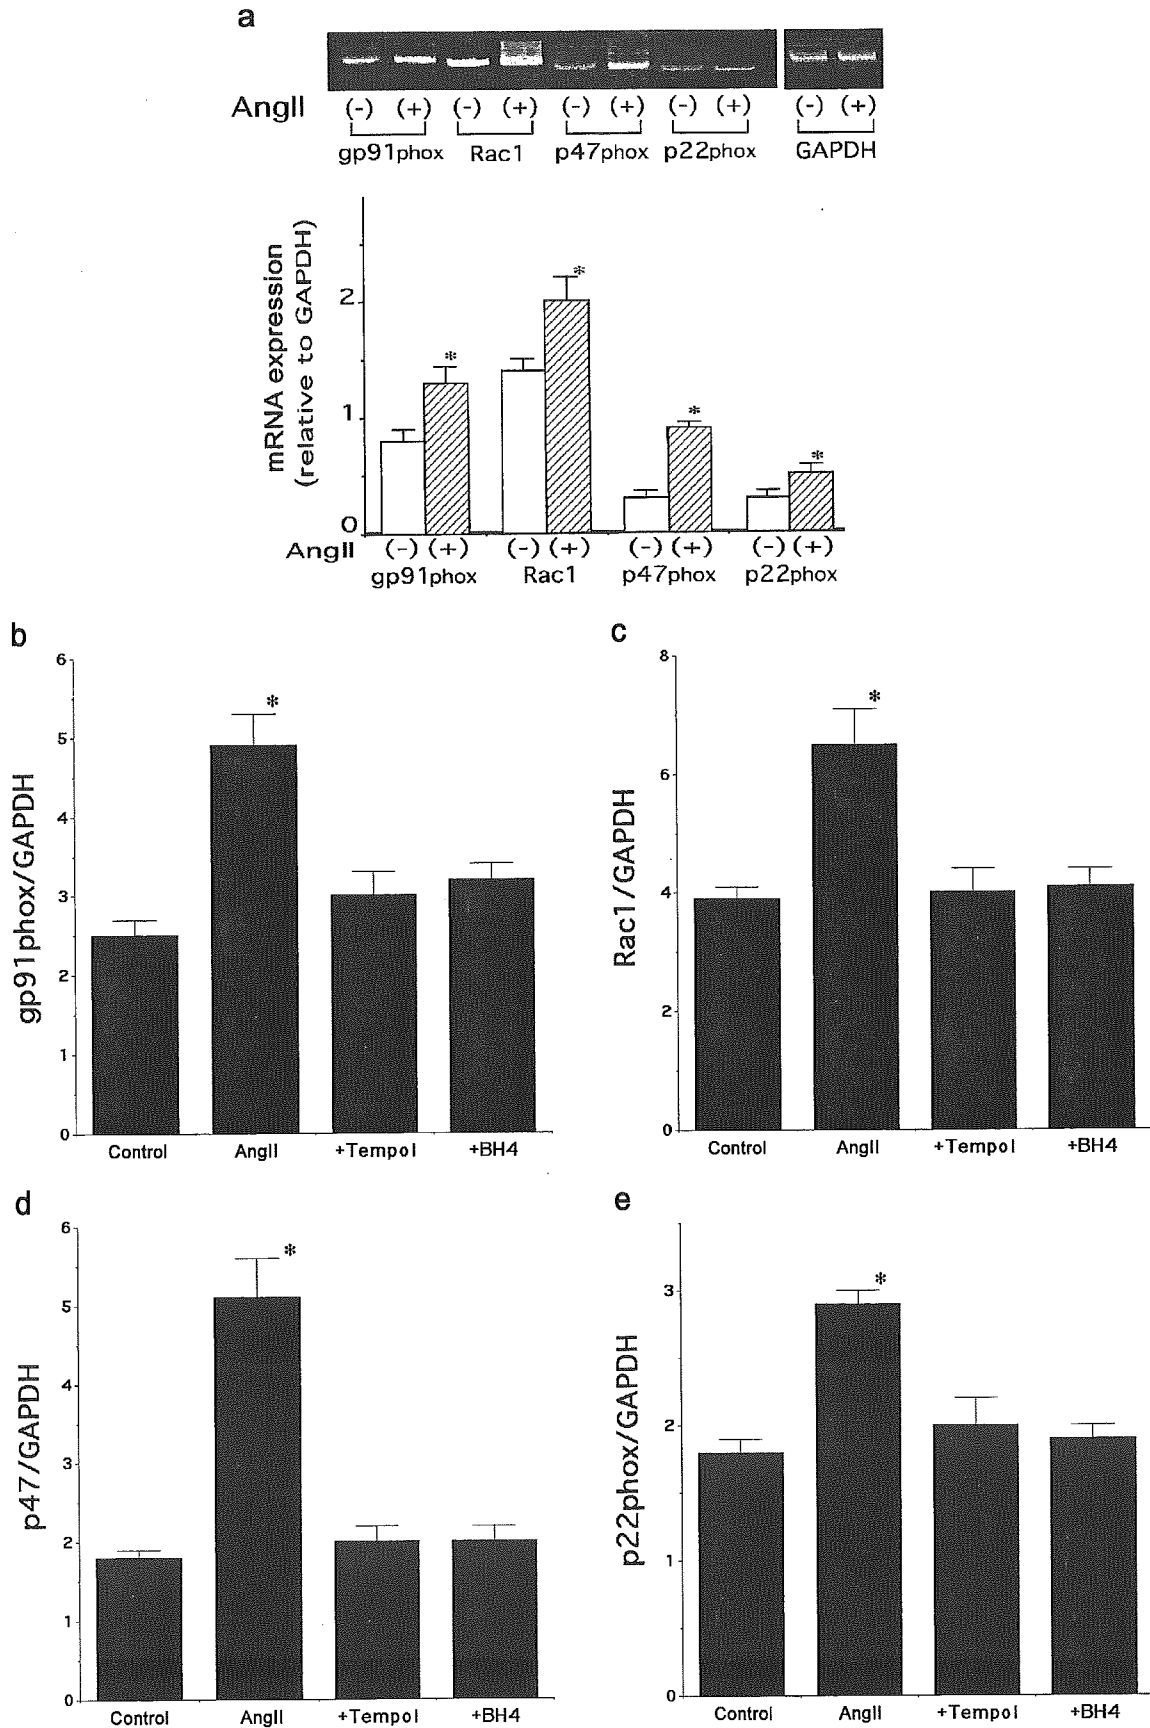 a
AngII (-) (+) (-) (+) (-) (+) (-) (+) (-) (+)
gp91phox Rac1 p47phox p22phox GAPDH
mRNA expression
(relative to GAPDH)
2
1
0
*
*
*
*
AngII (-) (+) (-) (+) (-) (+) (-) (+)
gp91phox Rac1 p47phox p22phox
b
gp91phox/GAPDH
6
5
4
3
2
1
0
*
Control AngII +Tempol +BH4
c
Rac1/GAPDH
8
6
4
2
0
*
Control AngII +Tempol +BH4
d
p47/GAPDH
6
5
4
3
2
1
0
*
Control AngII +Tempol +BH4
e
p22phox/GAPDH
3
2
1
0
*
Control AngII +Tempol +BH4